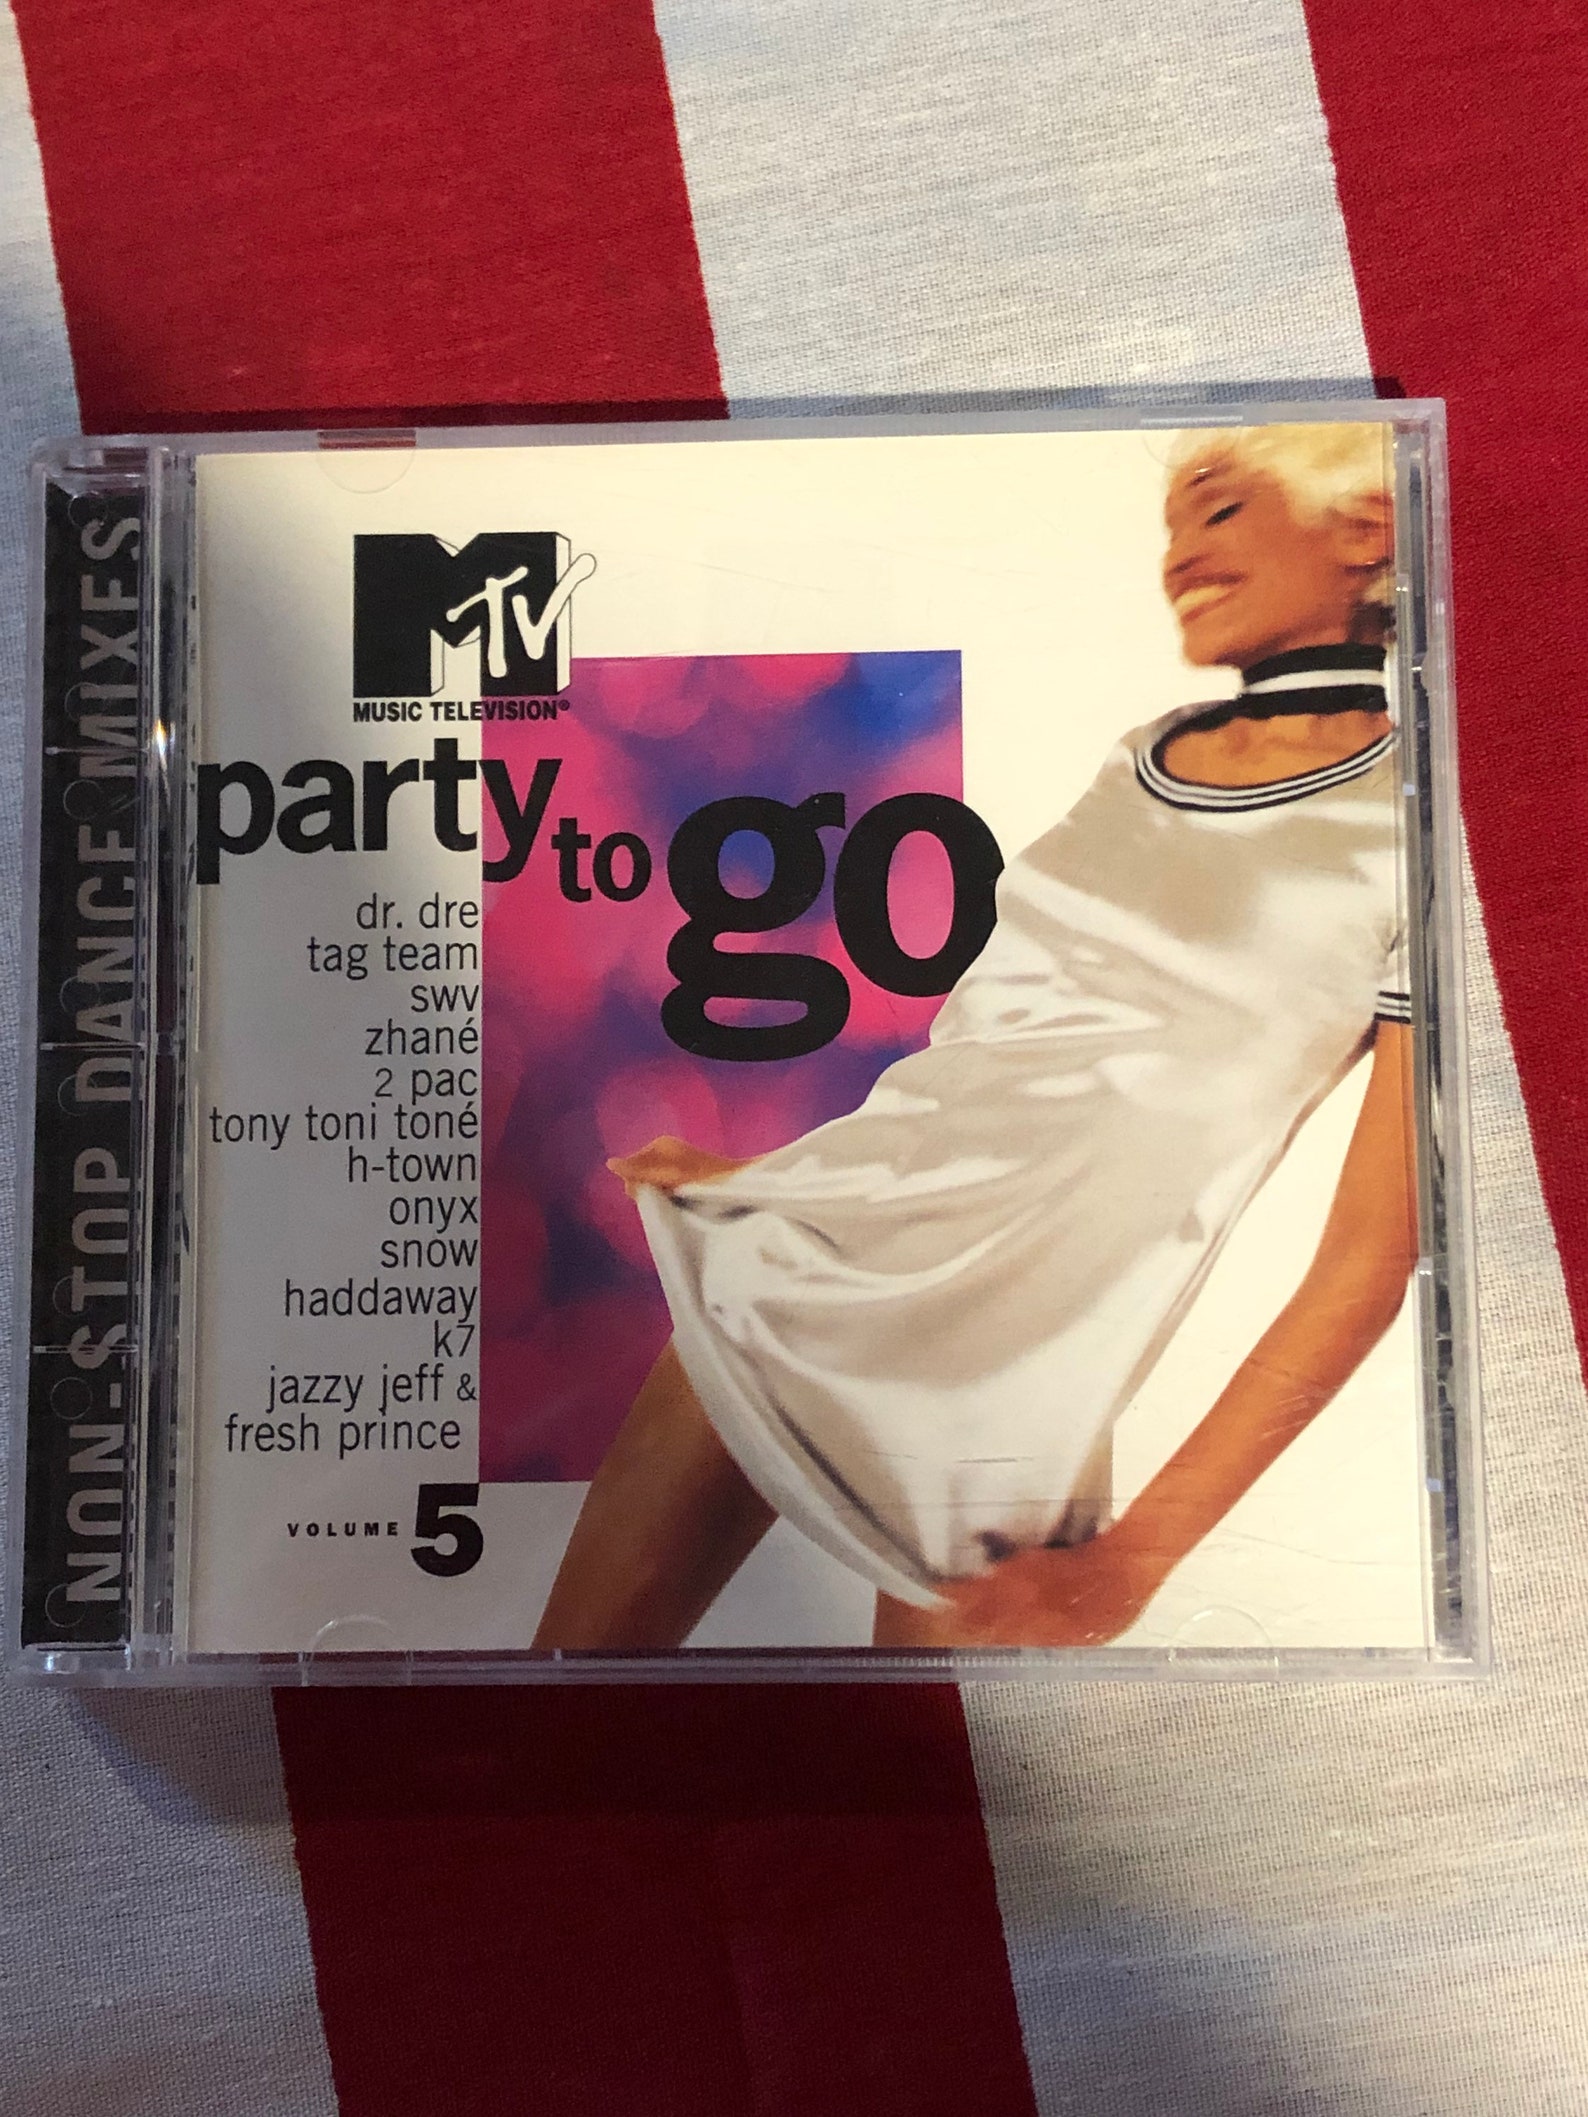 NON-STOP DANCE MIXES
MTV
MUSIC TELEVISION®
party to go
dr. dre
tag team
swv
zhané
2 pac
tony toni toné
h-town
onyx
snow
haddaway
k7
jazzy jeff &
fresh prince
VOLUME 5